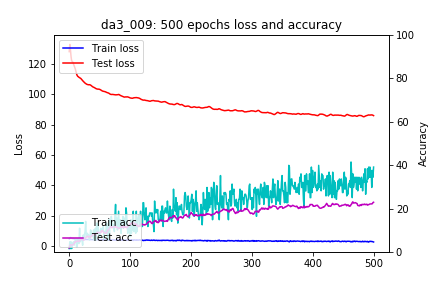 da3_009: 500 epochs loss and accuracy
Train loss
Test loss
Train acc
Test acc
Loss
Accuracy
0
20
40
60
80
100
120
0
20
40
60
80
100
0
100
200
300
400
500